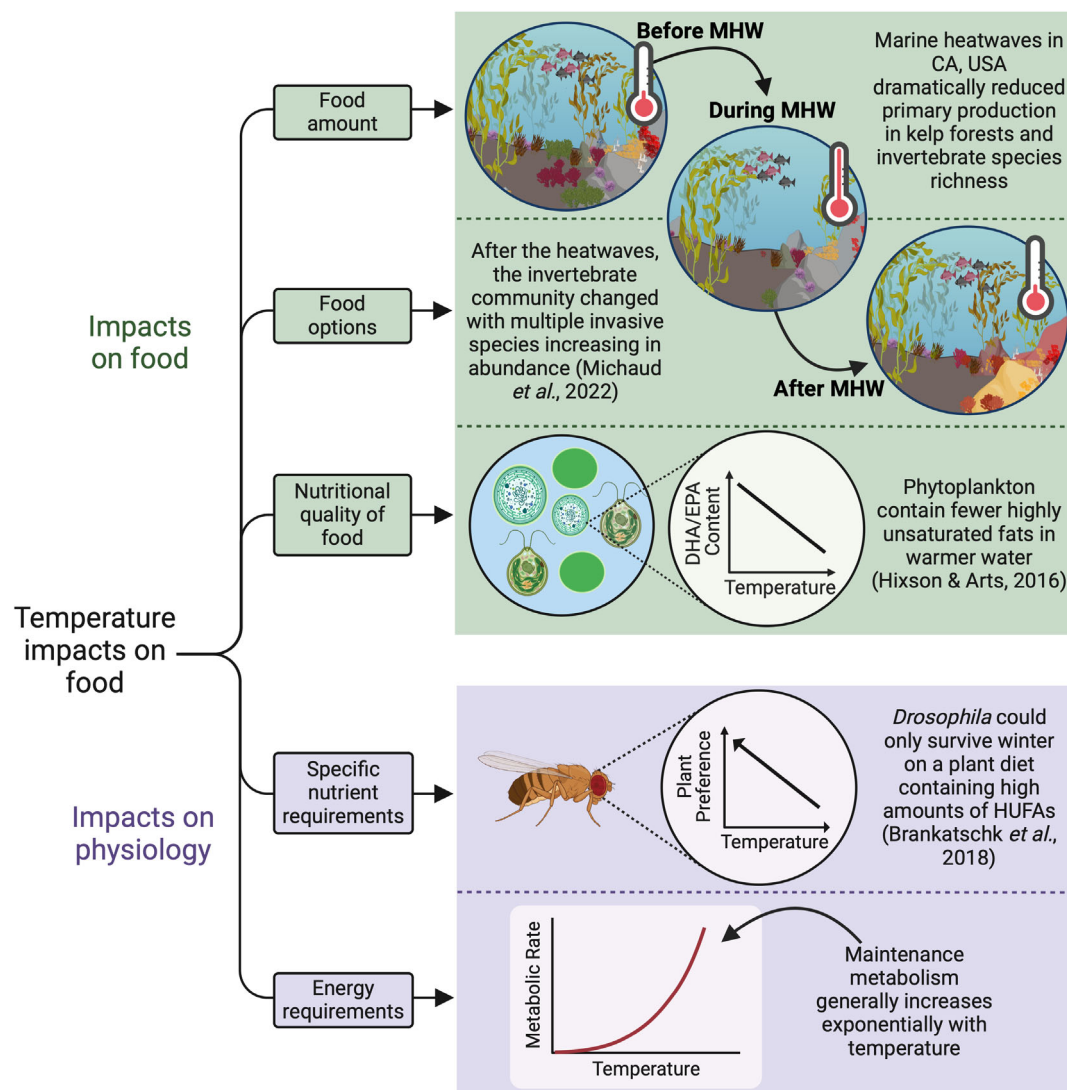 Temperature
impacts on
food
Impacts
on food
Food
amount
Before MHW
During MHW
After MHW
Marine heatwaves in
CA, USA
dramatically reduced
primary production
in kelp forests and
invertebrate species
richness
Food
options
After the heatwaves,
the invertebrate
community changed
with multiple invasive
species increasing in
abundance (Michaud
et al., 2022)
Nutritional
quality of
food
DHA/EPA
Content
Temperature
Phytoplankton
contain fewer highly
unsaturated fats in
warmer water
(Hixson & Arts, 2016)
Impacts on
physiology
Specific
nutrient
requirements
Plant
Preference
Temperature
Drosophila could
only survive winter
on a plant diet
containing high
amounts of HUFAs
(Brankatschk et al.,
2018)
Energy
requirements
Metabolic Rate
Temperature
Maintenance
metabolism
generally increases
exponentially with
temperature